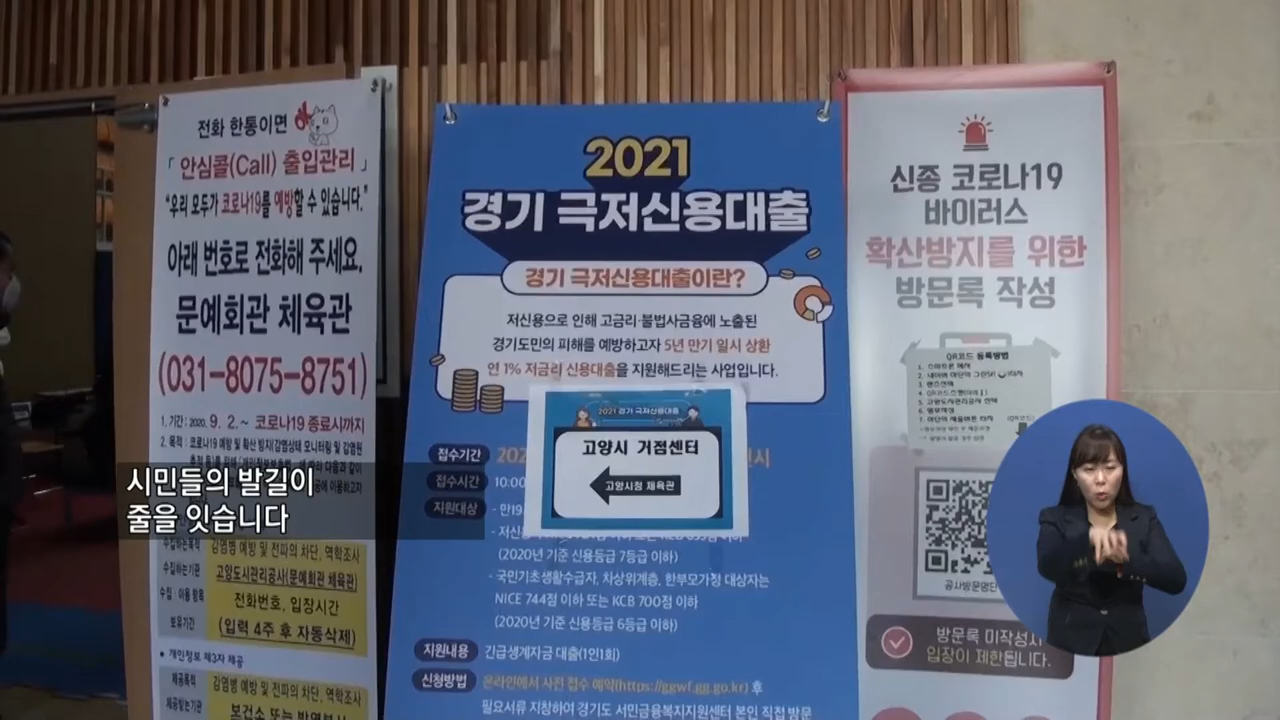 전화 한통이면
「 안심콜(Call) 출입관리 」
"우리 모두가 코로나19를 예방할 수 있습니다."
아래 번호로 전화해 주세요.
문예회관 체육관
(031-8075-8751)
1. 기간 : 2020. 9. 2. ~ 코로나19 종료시까지
2. 목적 : 코로나19 예방 및 확산 방지(감염상태 모니터링 및 감염원
시민들의 발길이
줄을 잇습니다
수집하는목적 감염병 예방 및 전파의 차단, 역학조사
수집하는기관 고양도시관리공사(문예회관 체육관)
수집·이용 항목 전화번호, 입장시간
보유기간 (입력 4주 후 자동삭제)
• 개인정보 제3자 제공
제공목적 감염병 예방 및 전파의 차단, 역학조사
제공받는기관 보건소 또는
2021
경기 극저신용대출
경기 극저신용대출이란?
저신용으로 인해 고금리·불법사금융에 노출된
경기도민의 피해를 예방하고자 5년 만기 일시 상환
연 1% 저금리 신용대출을 지원해드리는 사업입니다.
2021 경기 극저신용대출
고양시 거점센터
고양시청 체육관
접수기간
접수시간 10:00
지원대상 - 만19
(2020년 기준 신용등급 7등급 이하)
- 국민기초생활수급자, 차상위계층, 한부모가정 대상자는
NICE 744점 이하 또는 KCB 700점 이하
(2020년 기준 신용등급 6등급 이하)
지원내용 긴급생계자금 대출(1인1회)
신청방법 온라인에서 사전 접수 예약(https://ggwf.gg.go.kr) 후
필요서류 지참하여 경기도 서민금융복지지원센터 본인 직접 방문
신종 코로나19
바이러스
확산방지를 위한
방문록 작성
QR코드 등록방법
공사방문명단
방문록 미작성시
입장이 제한됩니다.